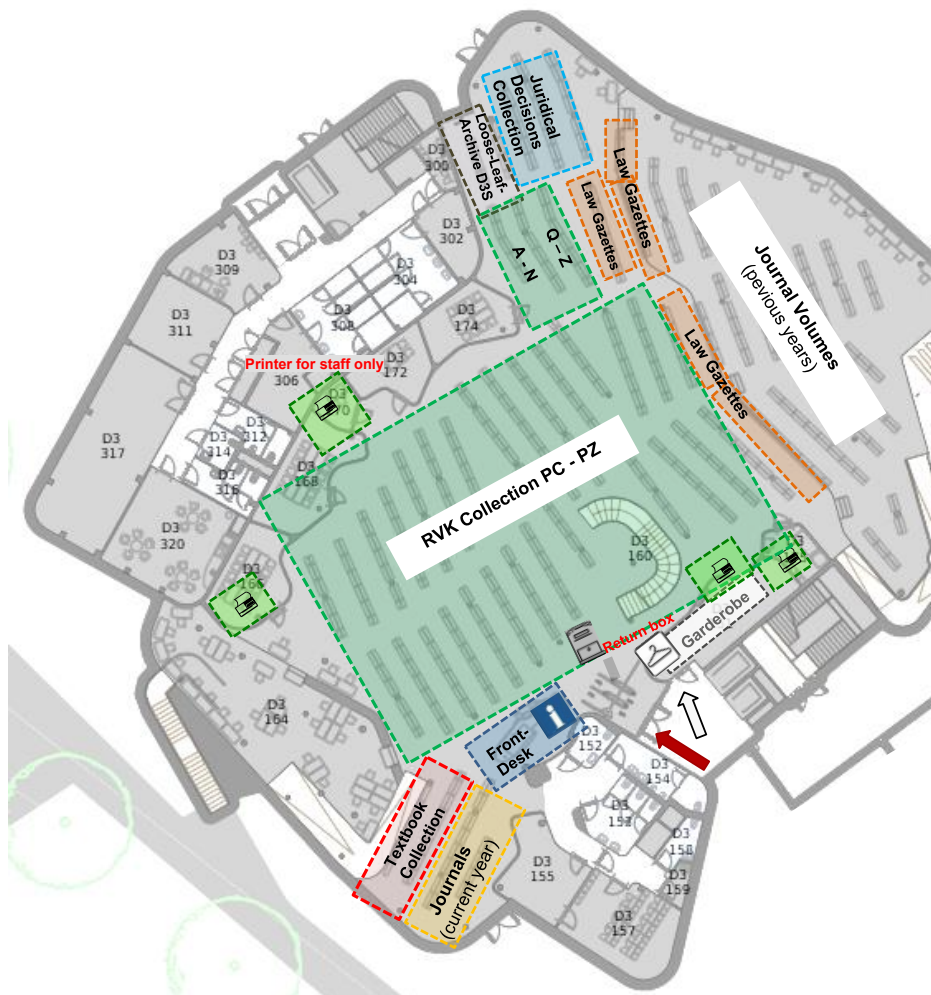 Juridical
Decisions
Collection
Loose-Leaf-
Archive D3S
D3
300
Law Gazettes
Law Gazettes
Q – Z
A - N
D3
302
D3
304
D3
309
Journal Volumes
(pevious years)
D3
311
D3
308
D3
174
D3
172
Law Gazettes
Printer for staff only
306
D3
D3
312
D3
314
D3
316
D3
317
D3
168
RVK Collection PC - PZ
D3
320
D3
160
D3
D3
166
Garderobe
Return box
D3
164
i
Front-
Desk
D3
152
D3
154
D3
153
D3
158
D3
159
Textbook
Collection
Journals
(current year)
D3
155
D3
157